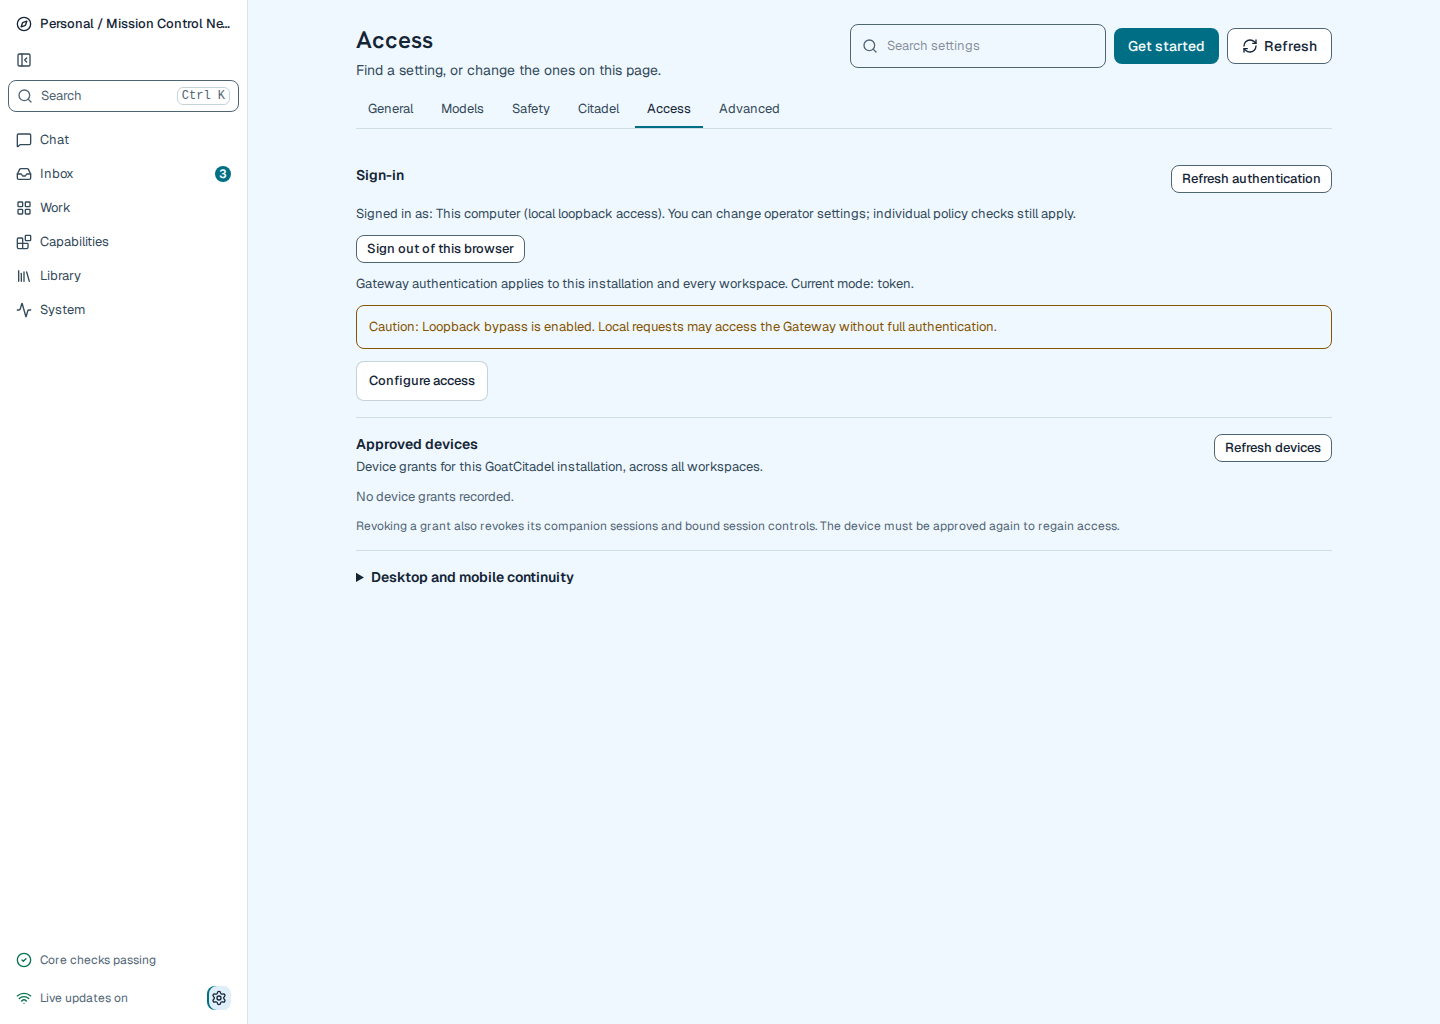 Personal / Mission Control Ne...
Search
Ctrl K
Chat
Inbox
3
Work
Capabilities
Library
System
Core checks passing
Live updates on
Access
Find a setting, or change the ones on this page.
Search settings
Get started
Refresh
General
Models
Safety
Citadel
Access
Advanced
Sign-in
Refresh authentication
Signed in as: This computer (local loopback access). You can change operator settings; individual policy checks still apply.
Sign out of this browser
Gateway authentication applies to this installation and every workspace. Current mode: token.
Caution: Loopback bypass is enabled. Local requests may access the Gateway without full authentication.
Configure access
Approved devices
Refresh devices
Device grants for this GoatCitadel installation, across all workspaces.
No device grants recorded.
Revoking a grant also revokes its companion sessions and bound session controls. The device must be approved again to regain access.
Desktop and mobile continuity